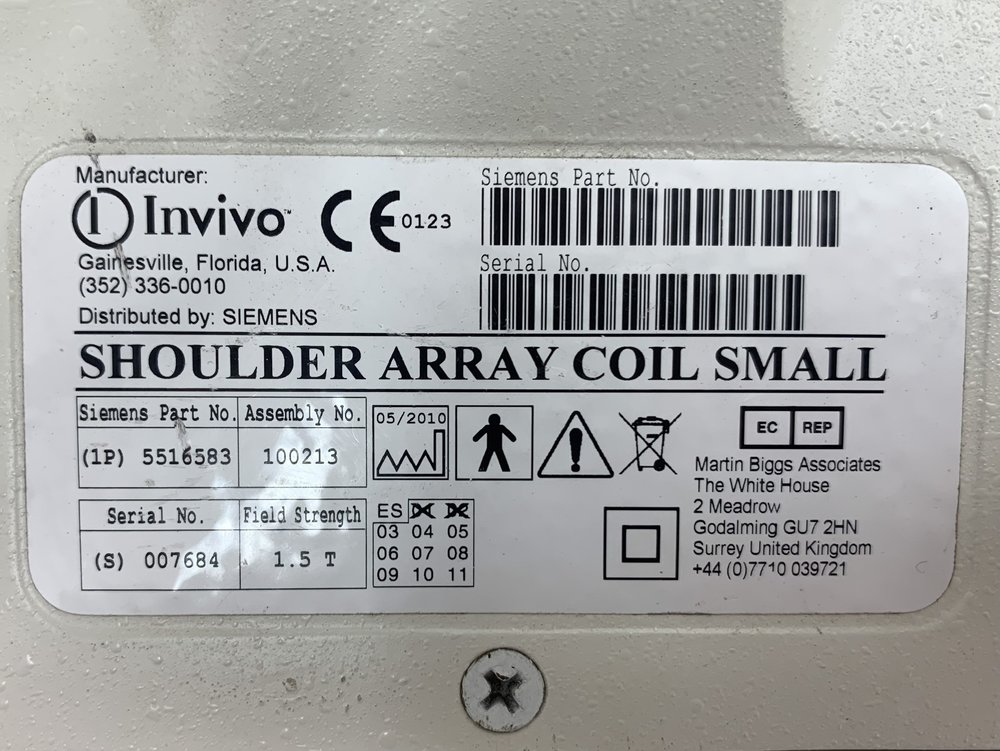 Manufacturer:
Invivo™
CE 0123
Gainesville, Florida, U.S.A.
(352) 336-0010
Distributed by: SIEMENS
Siemens Part No.
Serial No.
SHOULDER ARRAY COIL SMALL
Siemens Part No. Assembly No.
(1P) 5516583 100213
Serial No. Field Strength
(S) 007684 1.5 T
05/2010
ES
03 04 05
06 07 08
09 10 11
EC REP
Martin Biggs Associates
The White House
2 Meadrow
Godalming GU7 2HN
Surrey United Kingdom
+44 (0)7710 039721